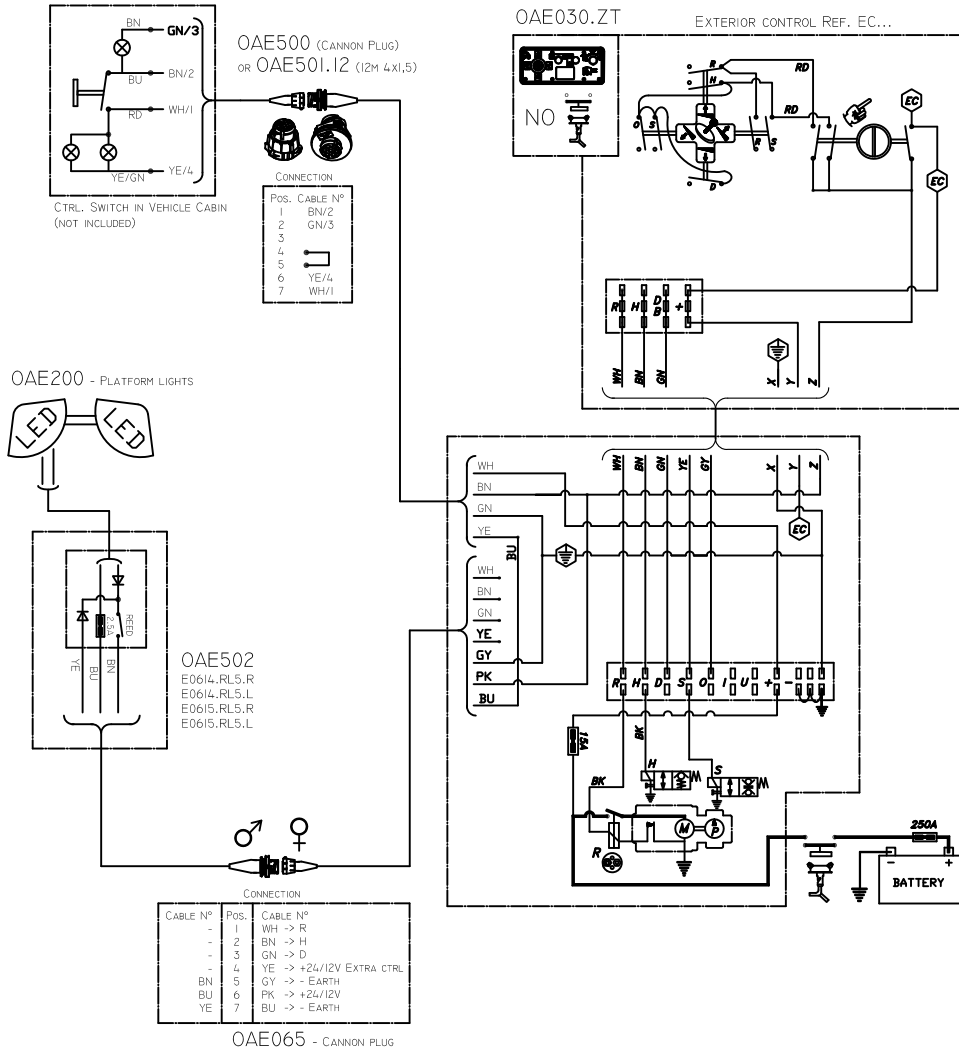 BN
GN/3
BU
BN/2
RD
WH/1
YE/GN
YE/4
CTRL. SWITCH IN VEHICLE CABIN
(NOT INCLUDED)
OAE500 (CANNON PLUG)
OR OAE501.12 (12M 4X1,5)
CONNECTION
POS. CABLE N°
1 BN/2
2 GN/3
3
4
5
6 YE/4
7 WH/1
OAE030.ZT
EXTERIOR CONTROL REF. EC...
NO
R
H
RD
RD
O
S
R
S
D
EC
EC
R
H
D
B
+
WH
BN
GN
X
Y
Z
OAE200 - PLATFORM LIGHTS
LED
LED
REED
2.5A
YE
BU
BN
OAE502
E0614.RL5.R
E0614.RL5.L
E0615.RL5.R
E0615.RL5.L
WH
BN
GN
YE
BU
WH
BN
GN
YE
GY
PK
BU
WH
BN
GN
YE
GY
X
Y
Z
EC
R
H
D
S
O
I
U
+
-
15A
BK
BK
H
S
M
P
R
250A
-
+
BATTERY
CONNECTION
CABLE N° POS. CABLE N°
- 1 WH -> R
- 2 BN -> H
- 3 GN -> D
- 4 YE -> +24/12V EXTRA CTRL
BN 5 GY -> - EARTH
BU 6 PK -> +24/12V
YE 7 BU -> - EARTH
OAE065 - CANNON PLUG